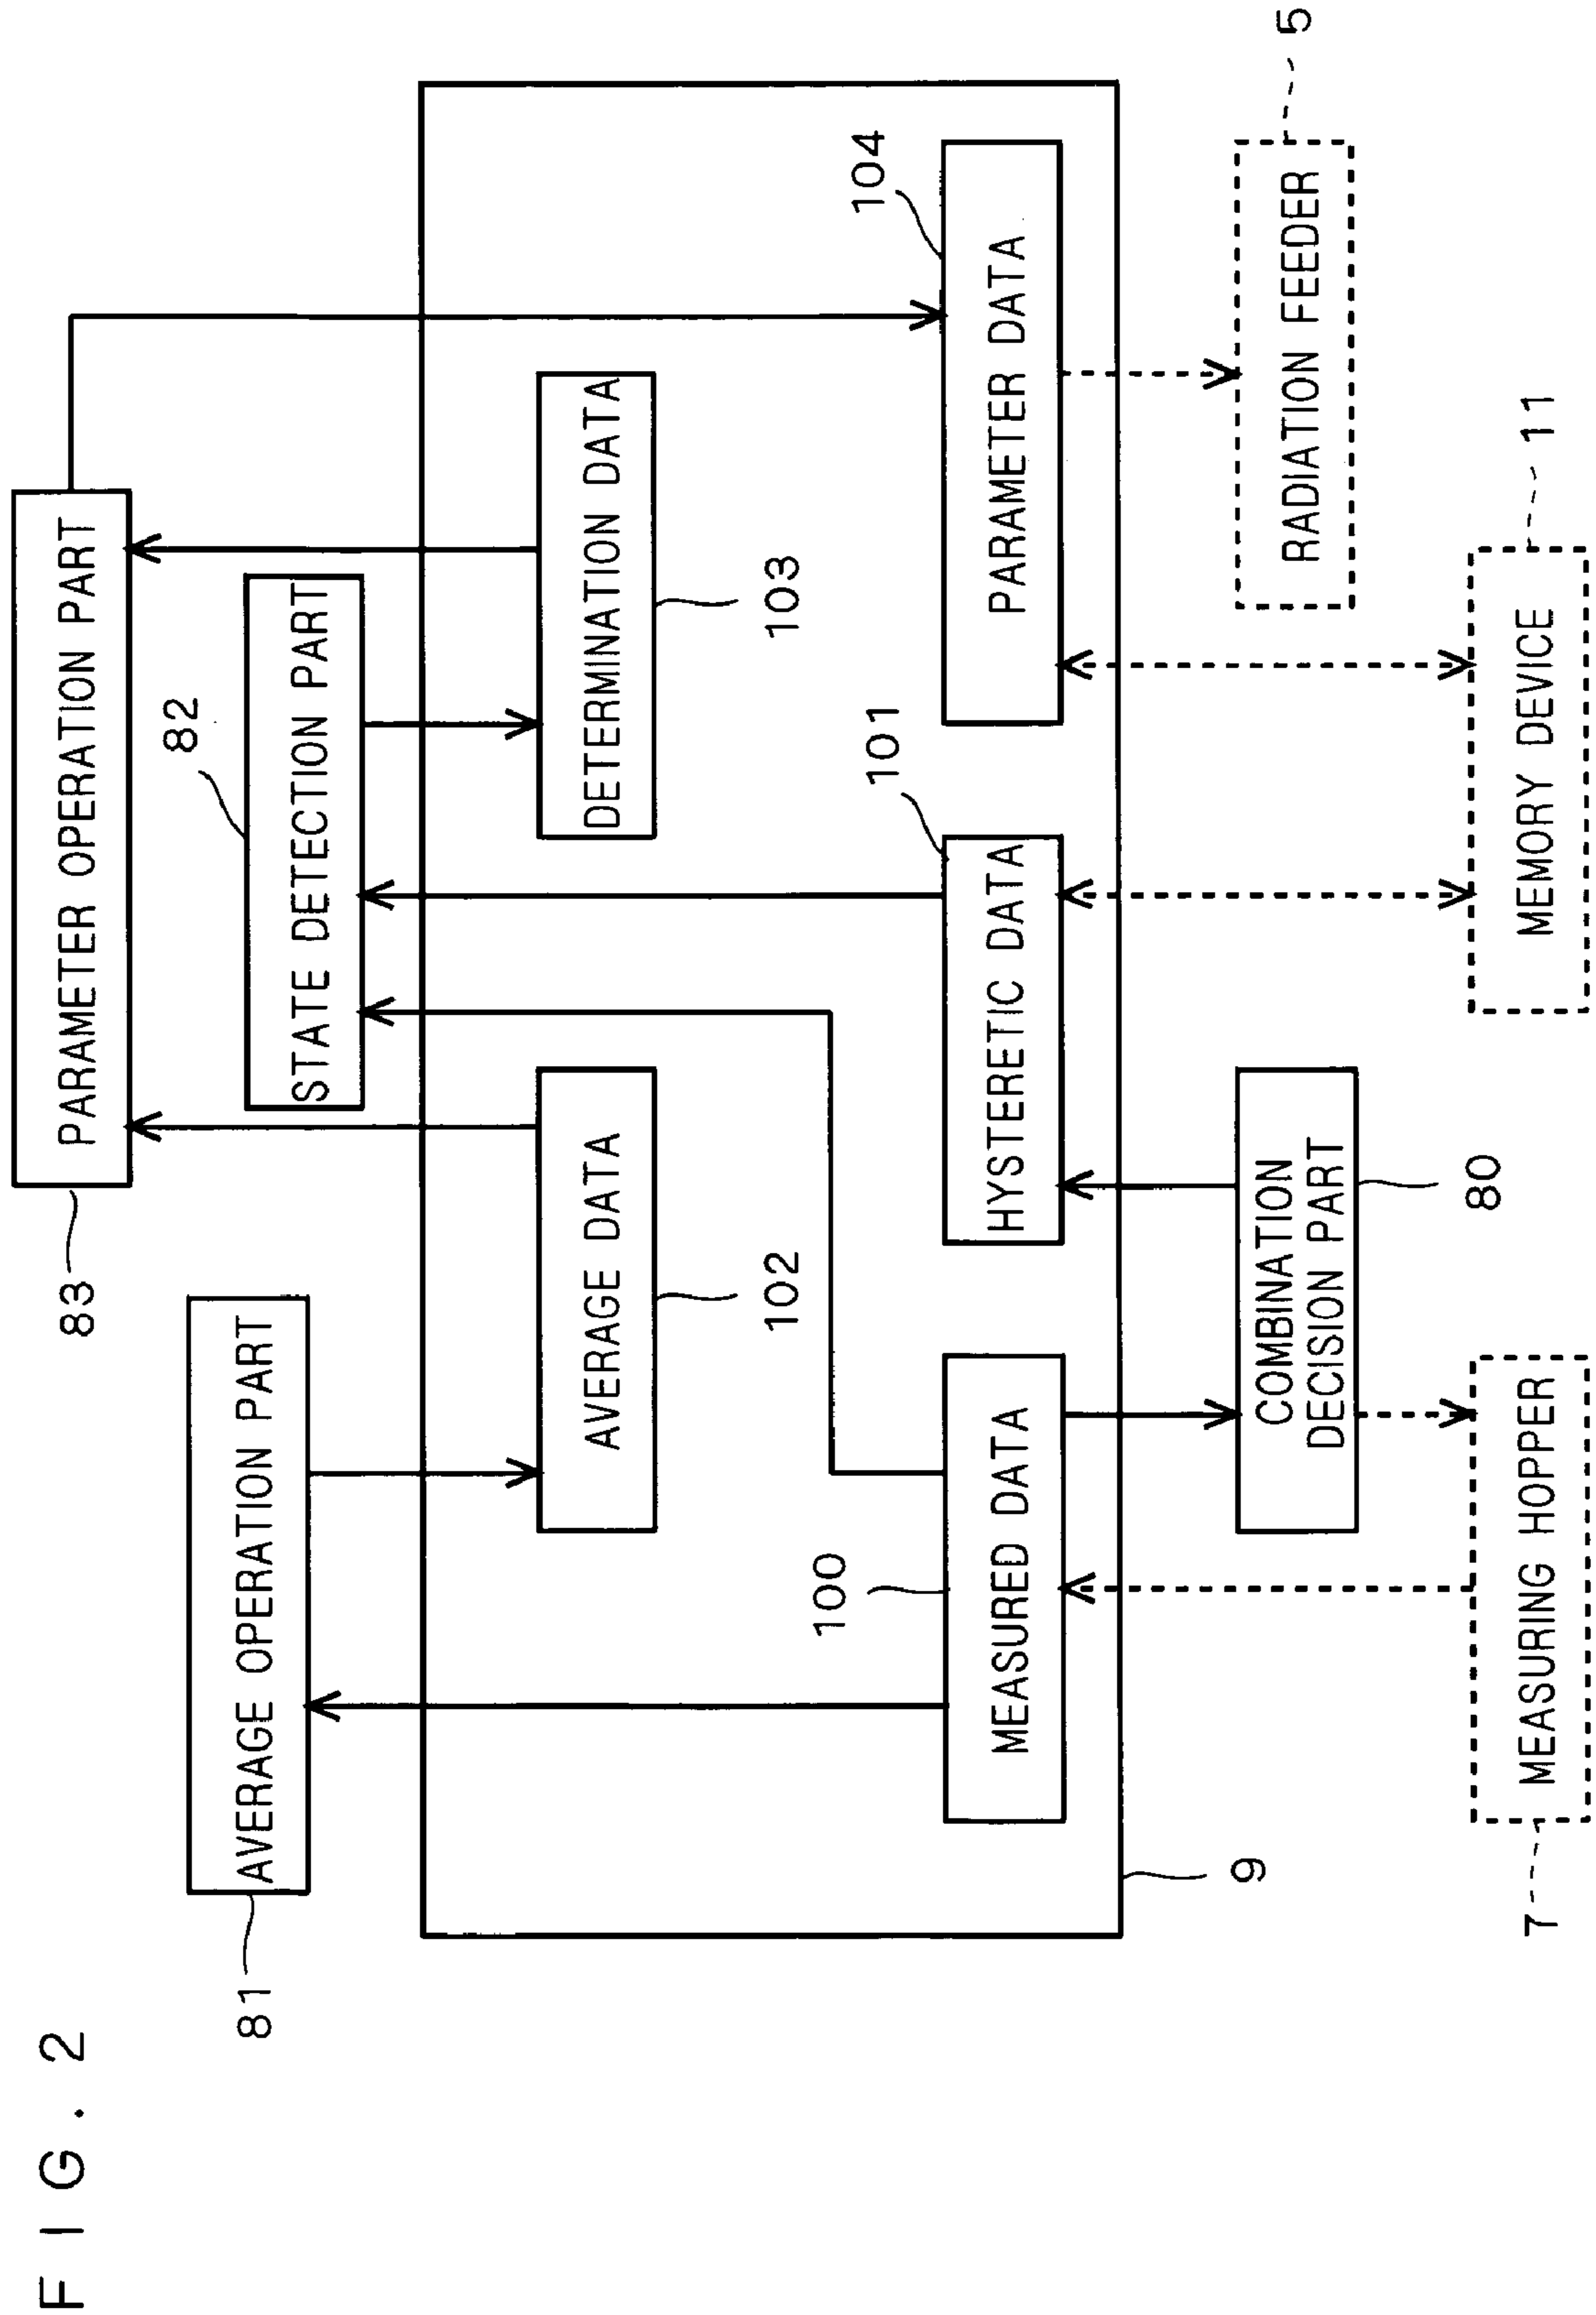 FIG. 2
83
PARAMETER OPERATION PART
81
AVERAGE OPERATION PART
82
STATE DETECTION PART
AVERAGE DATA
102
DETERMINATION DATA
103
100
MEASURED DATA
101
HYSTERETIC DATA
104
PARAMETER DATA
9
COMBINATION
DECISION PART
80
RADIATION FEEDER
5
7
MEASURING HOPPER
MEMORY DEVICE
11